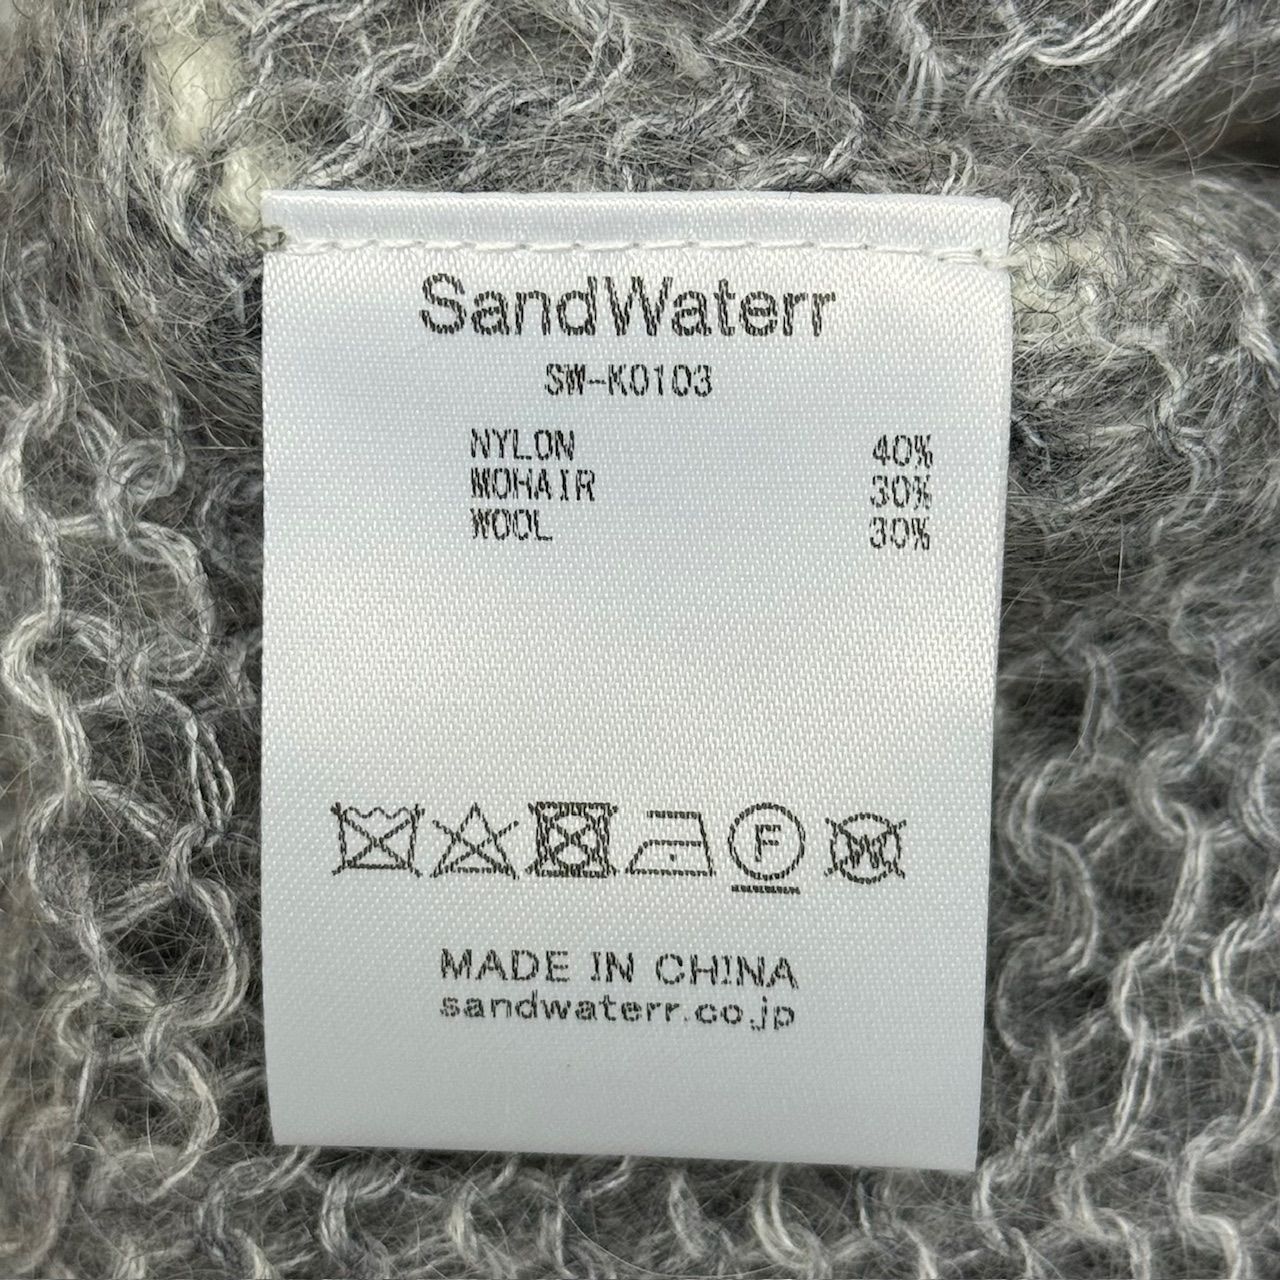 SandWaterr
SW-K0103
NYLON 40%
MOHAIR 30%
WOOL 30%
F W
MADE IN CHINA
sandwaterr.co.jp